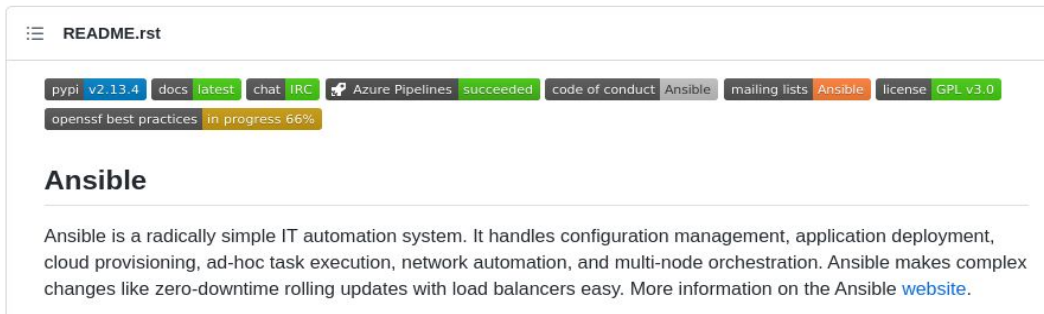 README.rst
pypi v2.13.4 docs latest chat IRC Azure Pipelines succeeded code of conduct Ansible mailing lists Ansible license GPL v3.0
openssf best practices in progress 66%
Ansible
Ansible is a radically simple IT automation system. It handles configuration management, application deployment,
cloud provisioning, ad-hoc task execution, network automation, and multi-node orchestration. Ansible makes complex
changes like zero-downtime rolling updates with load balancers easy. More information on the Ansible website.